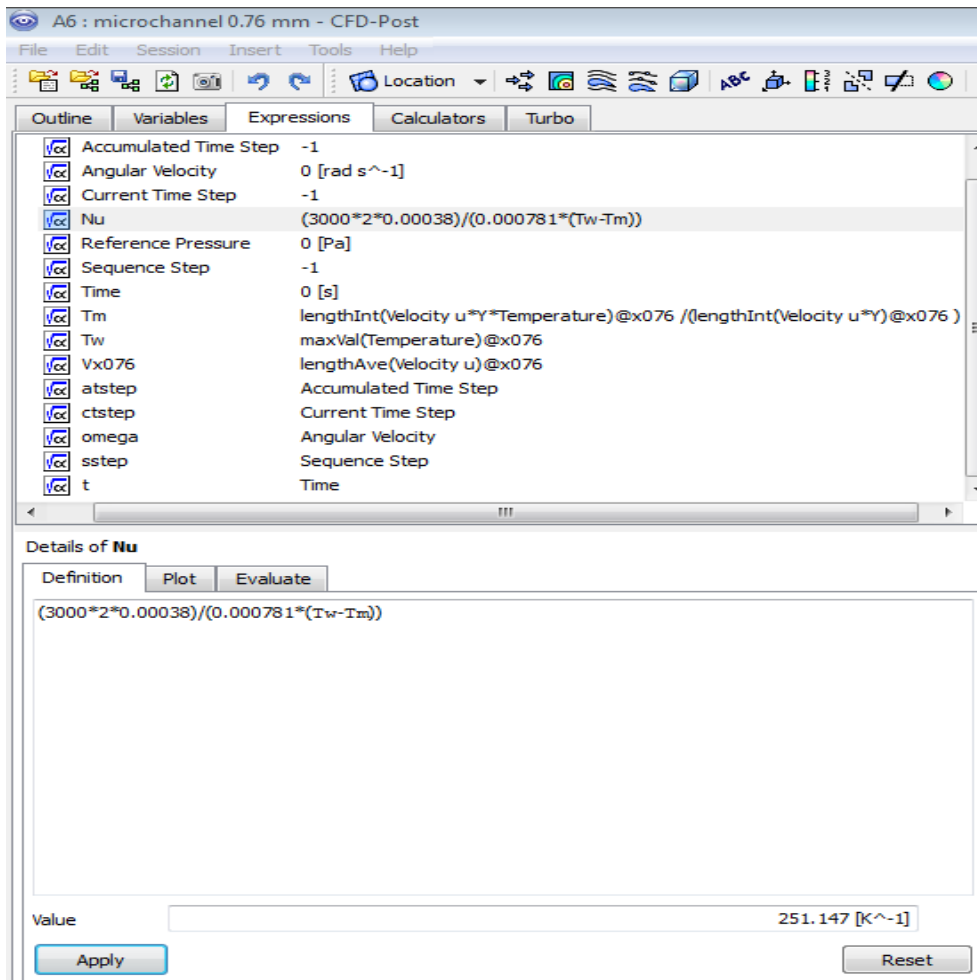 A6 : microchannel 0.76 mm - CFD-Post
File Edit Session Insert Tools Help
Location
Outline Variables Expressions Calculators Turbo
Accumulated Time Step -1
Angular Velocity 0 [rad s^-1]
Current Time Step -1
Nu (3000*2*0.00038)/(0.000781*(Tw-Tm))
Reference Pressure 0 [Pa]
Sequence Step -1
Time 0 [s]
Tm lengthInt(Velocity u*Y*Temperature)@x076 /(lengthInt(Velocity u*Y)@x076 )
Tw maxVal(Temperature)@x076
Vx076 lengthAve(Velocity u)@x076
atstep Accumulated Time Step
ctstep Current Time Step
omega Angular Velocity
sstep Sequence Step
t Time
Details of Nu
Definition Plot Evaluate
(3000*2*0.00038)/(0.000781*(Tw-Tm))
Value 251.147 [K^-1]
Apply Reset